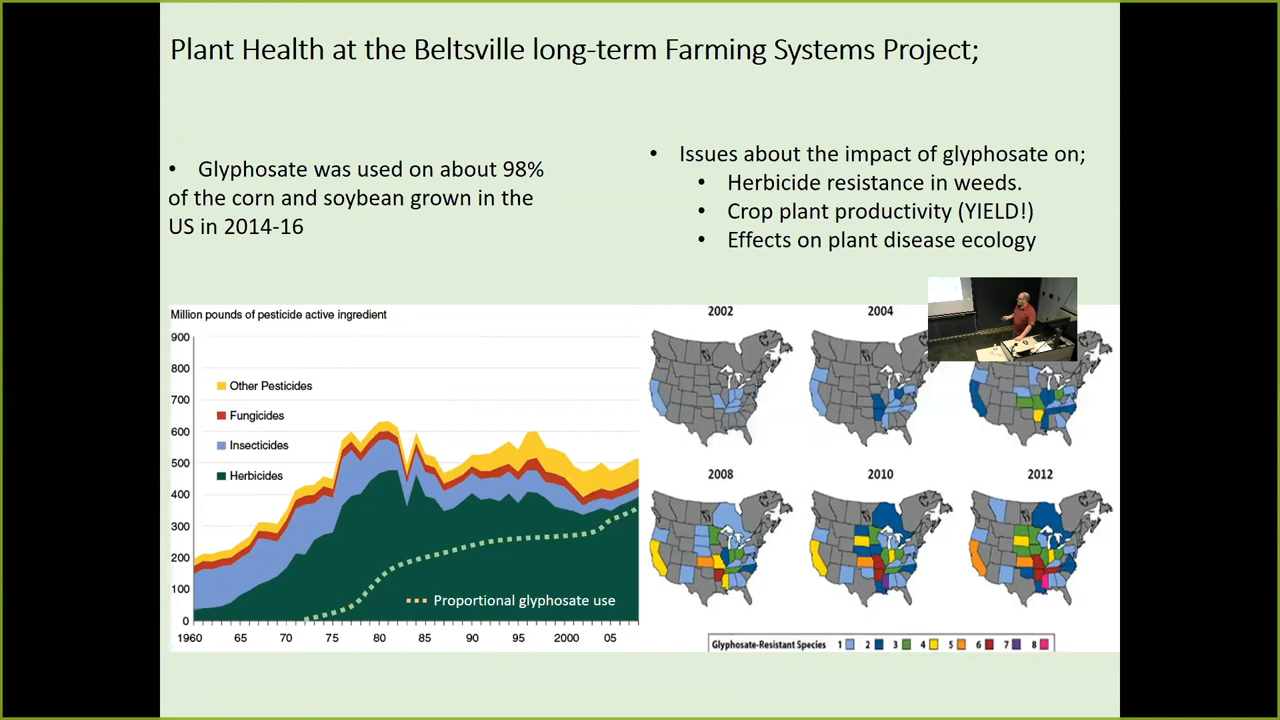 Plant Health at the Beltsville long-term Farming Systems Project;
• Glyphosate was used on about 98%
of the corn and soybean grown in the
US in 2014-16
• Issues about the impact of glyphosate on;
• Herbicide resistance in weeds.
• Crop plant productivity (YIELD!)
• Effects on plant disease ecology
Million pounds of pesticide active ingredient
900
800
700
600
500
400
300
200
100
0
Other Pesticides
Fungicides
Insecticides
Herbicides
Proportional glyphosate use
1960 65 70 75 80 85 90 95 2000 05
2002 2004
2008 2010 2012
Glyphosate-Resistant Species 1 2 3 4 5 6 7 8